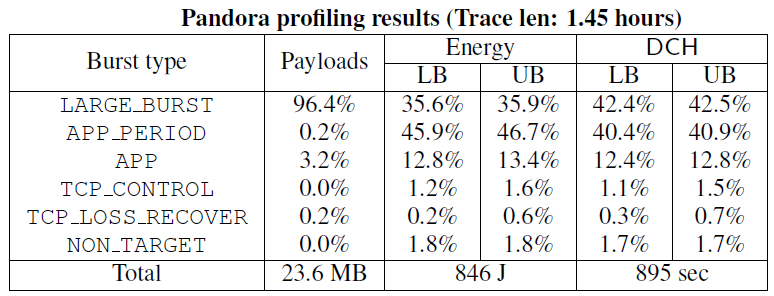 Pandora profiling results (Trace len: 1.45 hours)
Burst type Payloads Energy DCH
LB UB LB UB
LARGE_BURST 96.4% 35.6% 35.9% 42.4% 42.5%
APP_PERIOD 0.2% 45.9% 46.7% 40.4% 40.9%
APP 3.2% 12.8% 13.4% 12.4% 12.8%
TCP_CONTROL 0.0% 1.2% 1.6% 1.1% 1.5%
TCP_LOSS_RECOVER 0.2% 0.2% 0.6% 0.3% 0.7%
NON_TARGET 0.0% 1.8% 1.8% 1.7% 1.7%
Total 23.6 MB 846 J 895 sec